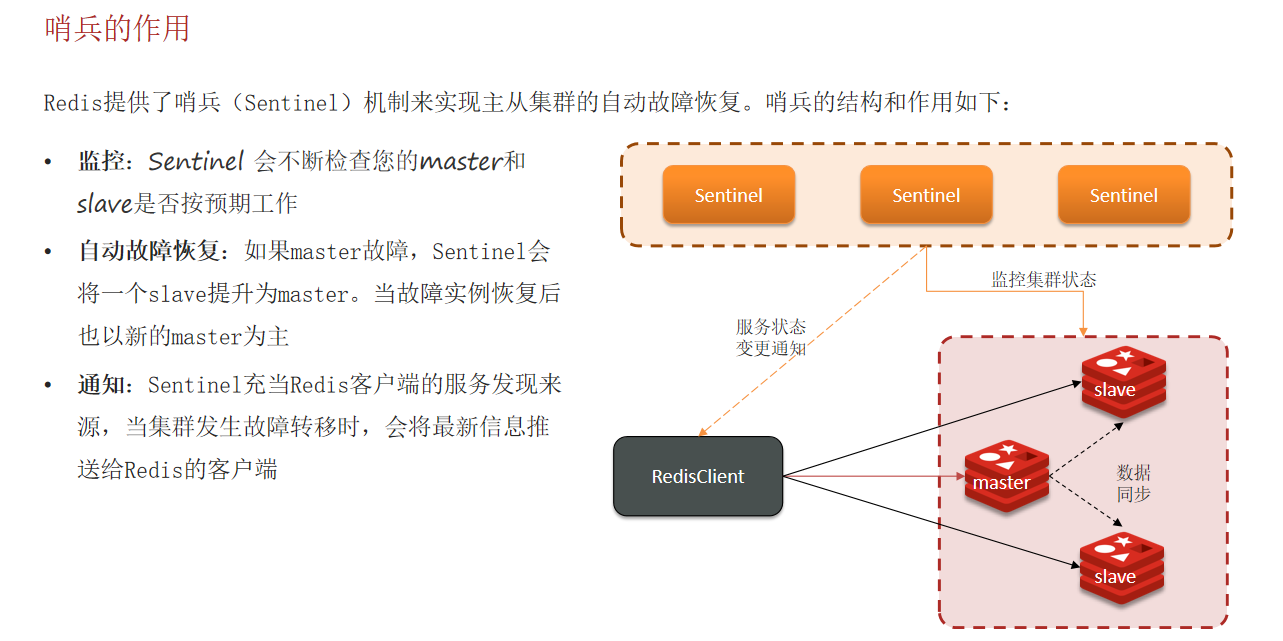 哨兵的作用
Redis提供了哨兵（Sentinel）机制来实现主从集群的自动故障恢复。哨兵的结构和作用如下：
• 监控：Sentinel 会不断检查您的master和
slave是否按预期工作
• 自动故障恢复：如果master故障，Sentinel会
将一个slave提升为master。当故障实例恢复后
也以新的master为主
• 通知：Sentinel充当Redis客户端的服务发现来
源，当集群发生故障转移时，会将最新信息推
送给Redis的客户端
Sentinel
Sentinel
Sentinel
监控集群状态
服务状态
变更通知
RedisClient
slave
master
数据
同步
slave